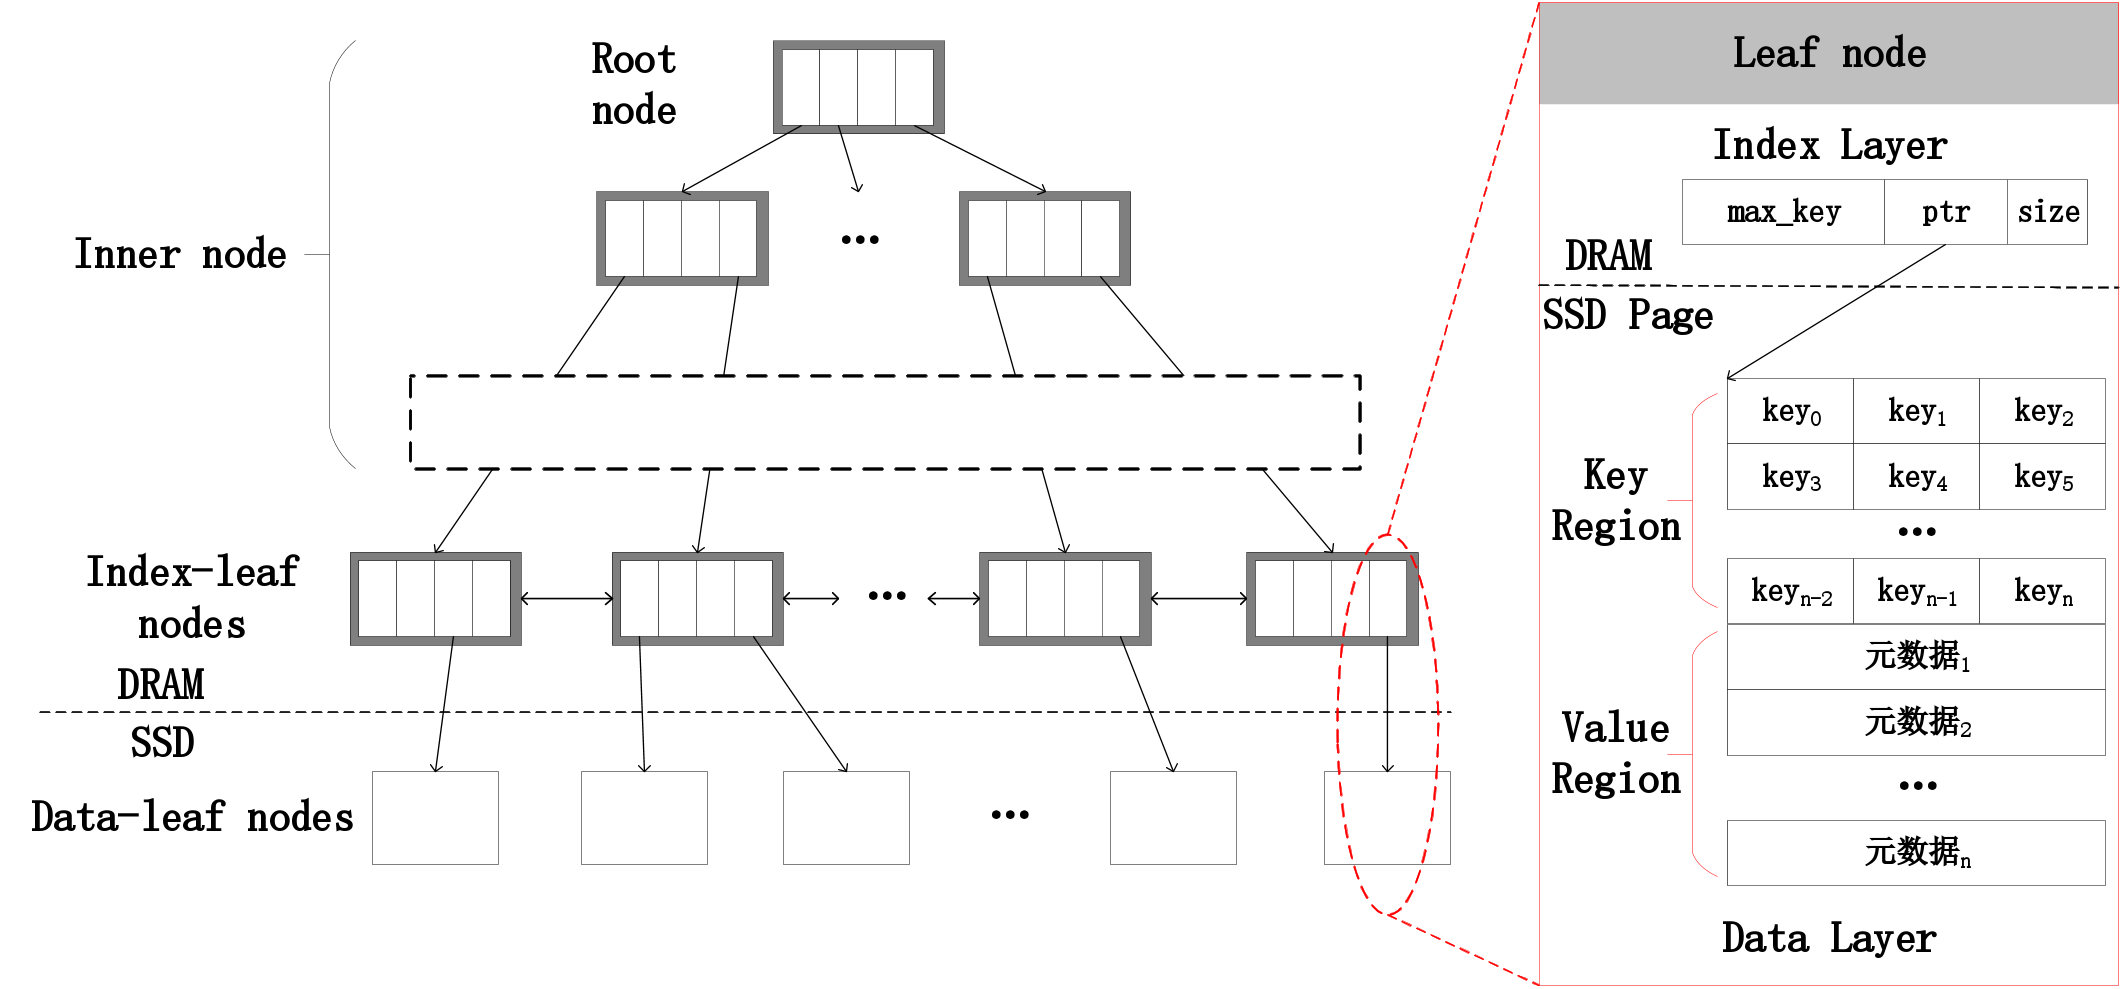 Root
node
Inner node
...
Index-leaf
nodes
...
DRAM
SSD
Data-leaf nodes
...
Leaf node
Index Layer
max_key ptr size
DRAM
SSD Page
Key
Region
key0 key1 key2
key3 key4 key5
...
keyn-2 keyn-1 keyn
Value
Region
元数据1
元数据2
...
元数据n
Data Layer